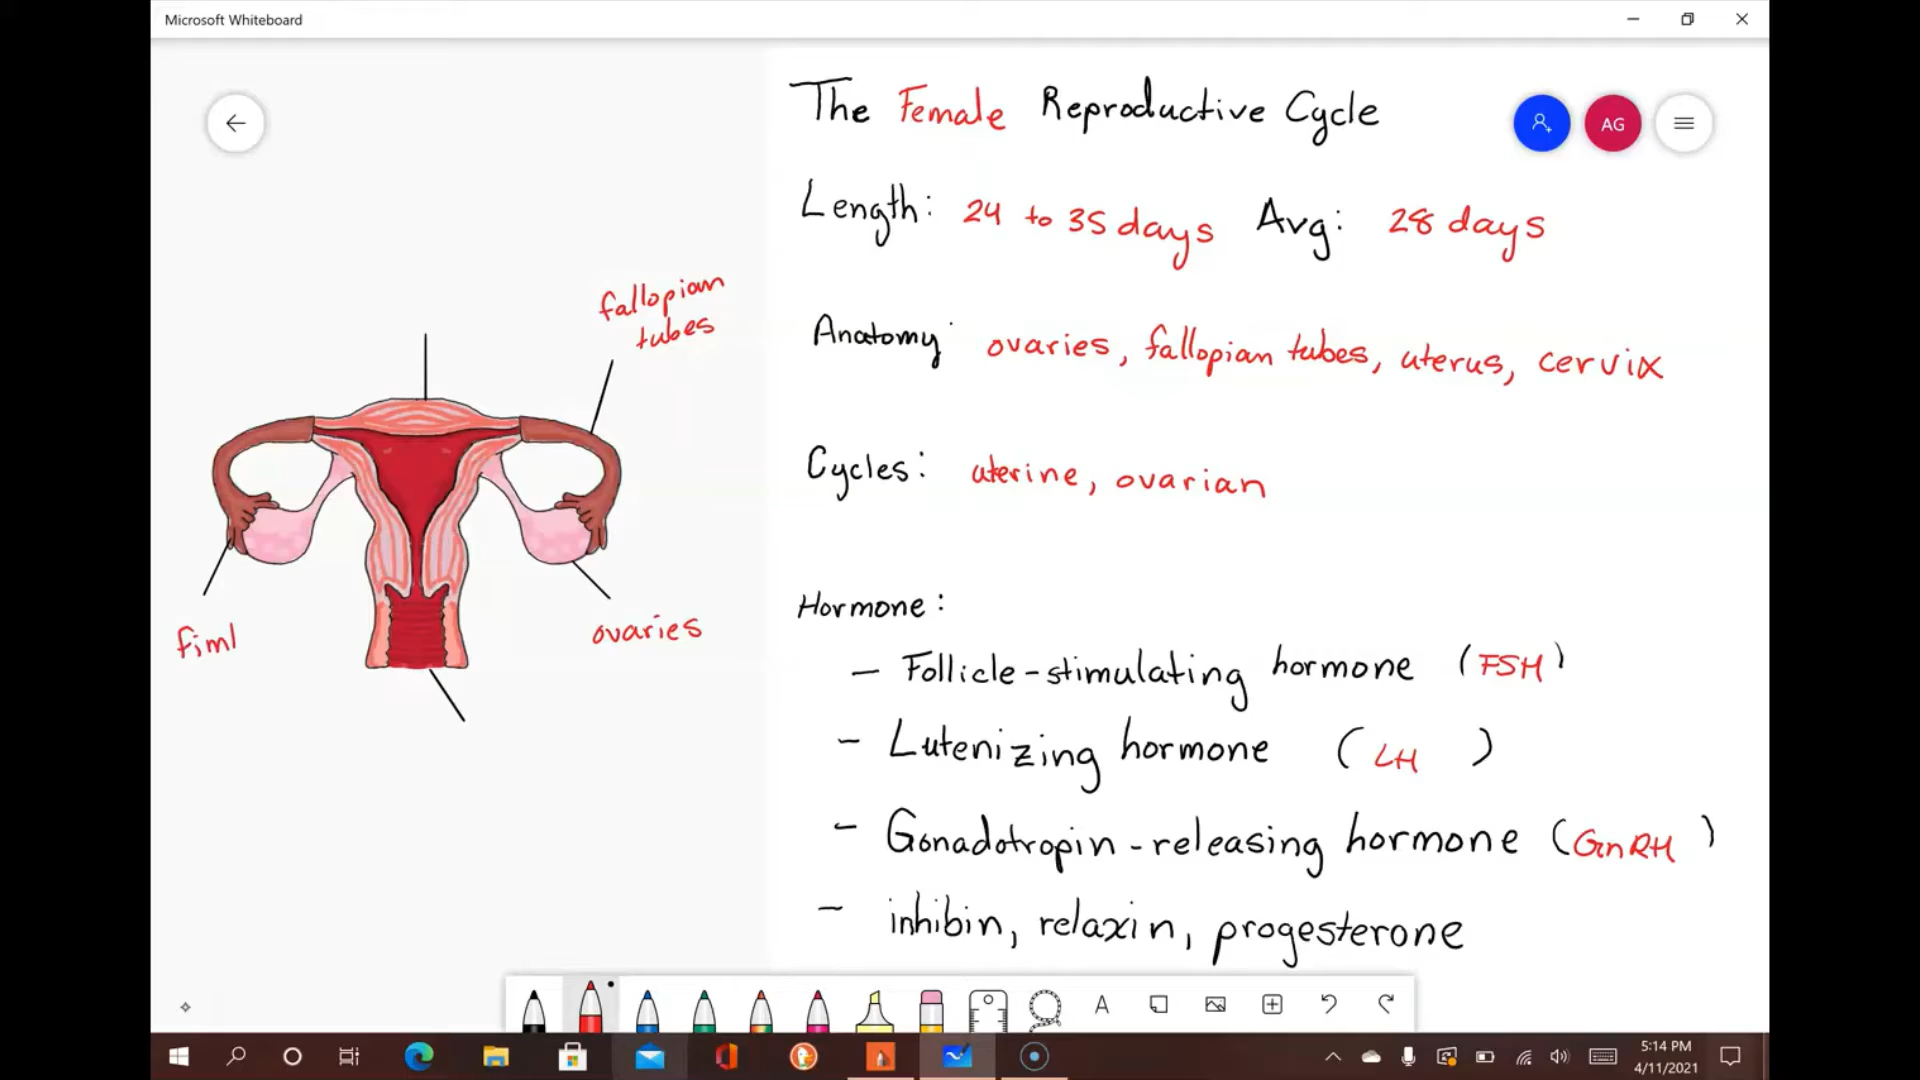 Microsoft Whiteboard
The Female Reproductive Cycle
AG
Length: 24 to 35 days Avg: 28 days
fallopian
tubes
Anatomy: ovaries, fallopian tubes, uterus, cervix
Cycles: uterine, ovarian
Hormone:
fiml
ovaries
- Follicle-stimulating hormone (FSH)
- Lutenizing hormone (LH )
- Gonadotropin-releasing hormone (GnRH )
- inhibin, relaxin, progesterone
A
5:14 PM
4/11/2021